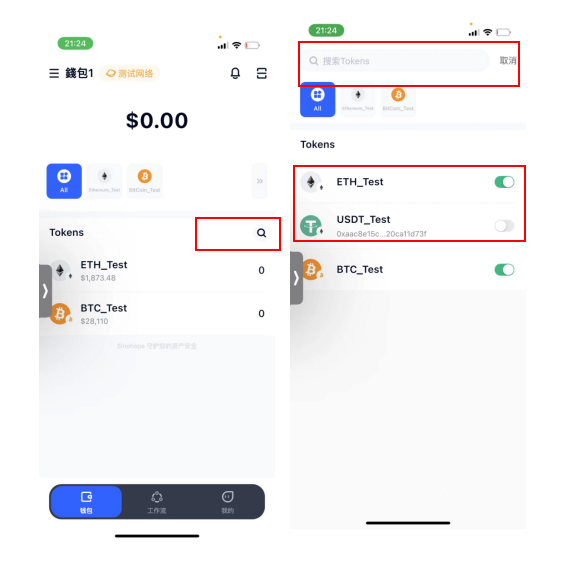 21:24
錢包1
测试网络
$0.00
All
Ethereum_Test
BitCoin_Test
Tokens
ETH_Test
$1,873.48
0
BTC_Test
$28,110
0
守护您的资产安全
钱包
工作流
我的
21:24
搜索Tokens
取消
All
Ethereum_Test
BitCoin_Test
Tokens
ETH_Test
USDT_Test
0xaac8e15c...20ca11d73f
BTC_Test